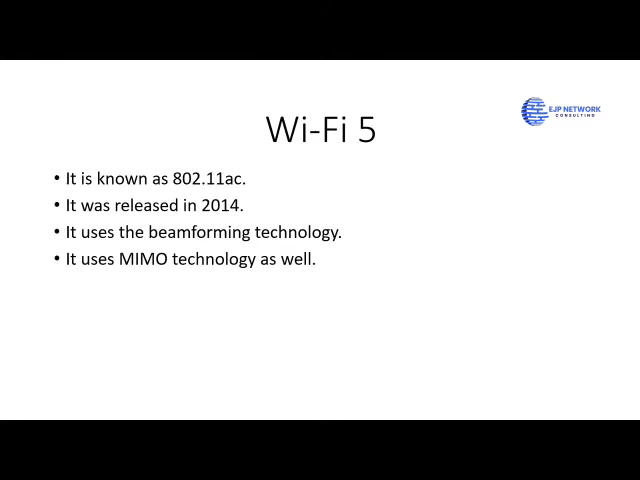 EJP NETWORK
CONSULTING
Wi-Fi 5
• It is known as 802.11ac.
• It was released in 2014.
• It uses the beamforming technology.
• It uses MIMO technology as well.